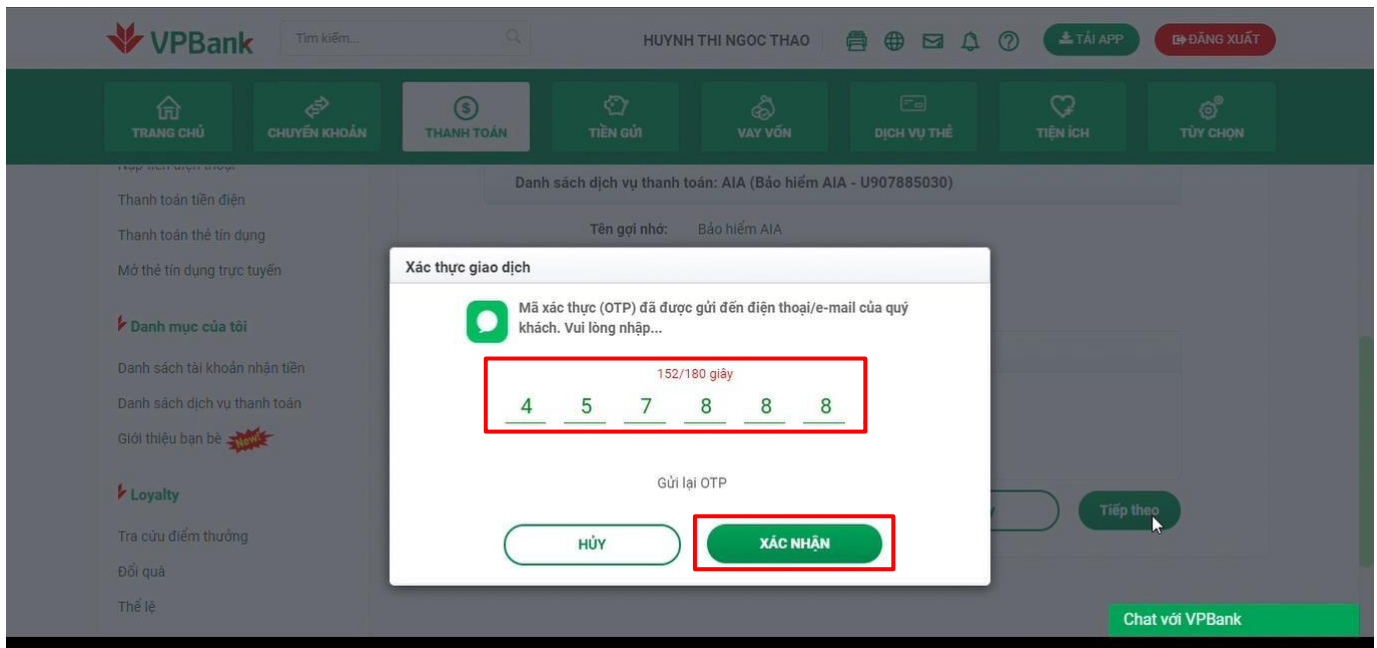 VPBank
Tìm kiếm...
HUYNH THI NGOC THAO
TẢI APP
ĐĂNG XUẤT
TRANG CHỦ
CHUYỂN KHOẢN
THANH TOÁN
TIỀN GỬI
VAY VỐN
DỊCH VỤ THẺ
TIỆN ÍCH
TÙY CHỌN
Nạp tiền điện thoại
Thanh toán tiền điện
Thanh toán thẻ tín dụng
Mở thẻ tín dụng trực tuyến
Danh mục của tôi
Danh sách tài khoản nhận tiền
Danh sách dịch vụ thanh toán
Giới thiệu bạn bè New!
Loyalty
Tra cứu điểm thưởng
Đổi quà
Thể lệ
Danh sách dịch vụ thanh toán: AIA (Bảo hiểm AIA - U907885030)
Tên gợi nhớ: Bảo hiểm AIA
Xác thực giao dịch
Mã xác thực (OTP) đã được gửi đến điện thoại/e-mail của quý
khách. Vui lòng nhập...
152/180 giây
4 5 7 8 8 8
Gửi lại OTP
HỦY
XÁC NHẬN
Tiếp theo
Chat với VPBank